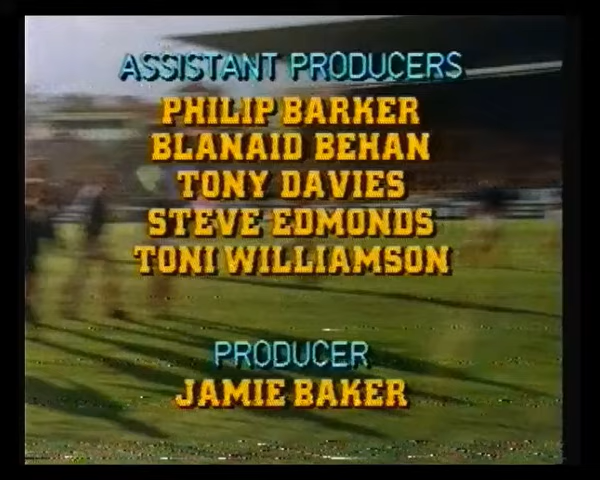 ASSISTANT PRODUCERS
PHILIP BARKER
BLANAID BEHAN
TONY DAVIES
STEVE EDMONDS
TONI WILLIAMSON
PRODUCER
JAMIE BAKER